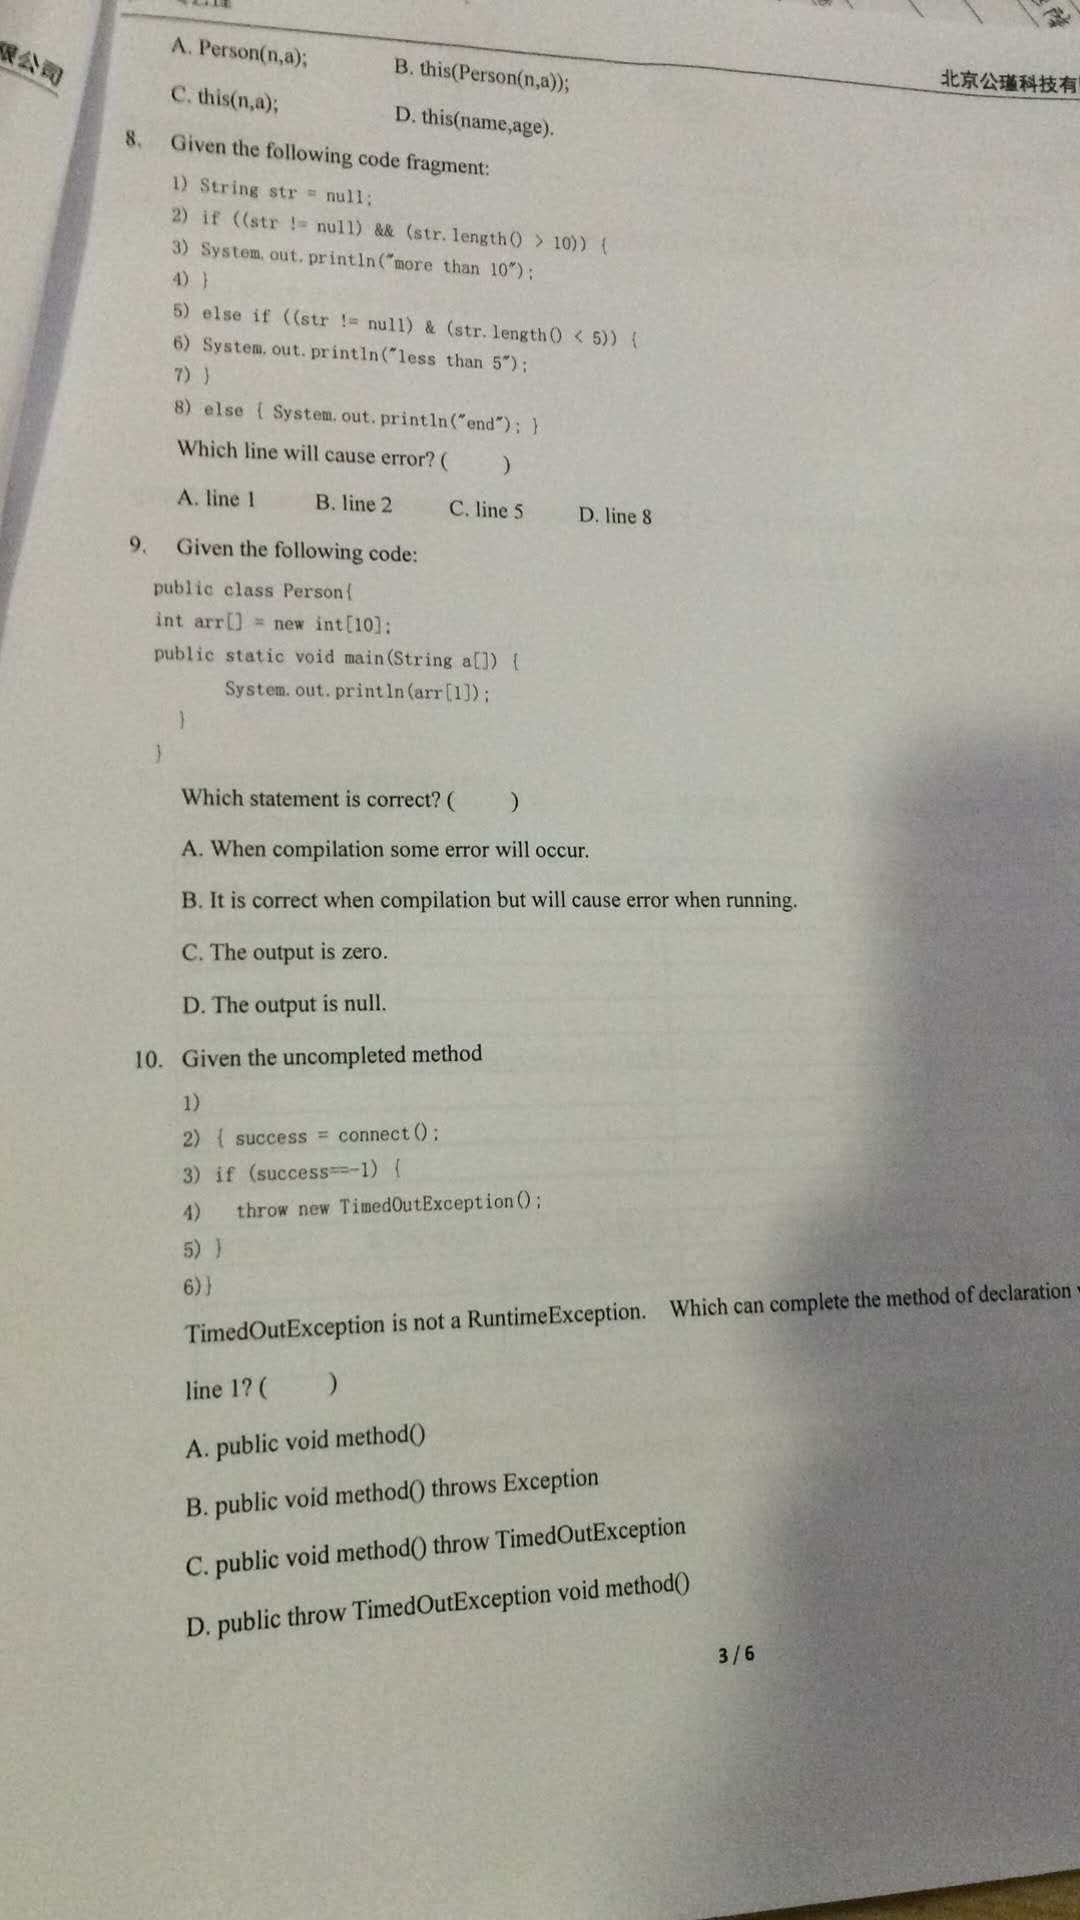 限公司
北京公瑾科技有
A. Person(n,a);
B. this(Person(n,a));
C. this(n,a);
D. this(name,age).
8. Given the following code fragment:
1) String str = null;
2) if ((str != null) && (str.length() > 10)) {
3) System.out.println("more than 10");
4) }
5) else if ((str != null) & (str.length() < 5)) {
6) System.out.println("less than 5");
7) }
8) else { System.out.println("end"); }
Which line will cause error? ( )
A. line 1 B. line 2 C. line 5 D. line 8
9. Given the following code:
public class Person{
int arr[] = new int[10];
public static void main(String a[]) {
System.out.println(arr[1]);
}
}
Which statement is correct? ( )
A. When compilation some error will occur.
B. It is correct when compilation but will cause error when running.
C. The output is zero.
D. The output is null.
10. Given the uncompleted method
1)
2) { success = connect();
3) if (success==-1) {
4) throw new TimedOutException();
5) }
6)}
TimedOutException is not a RuntimeException. Which can complete the method of declaration
line 1? ( )
A. public void method()
B. public void method() throws Exception
C. public void method() throw TimedOutException
D. public throw TimedOutException void method()
3 / 6